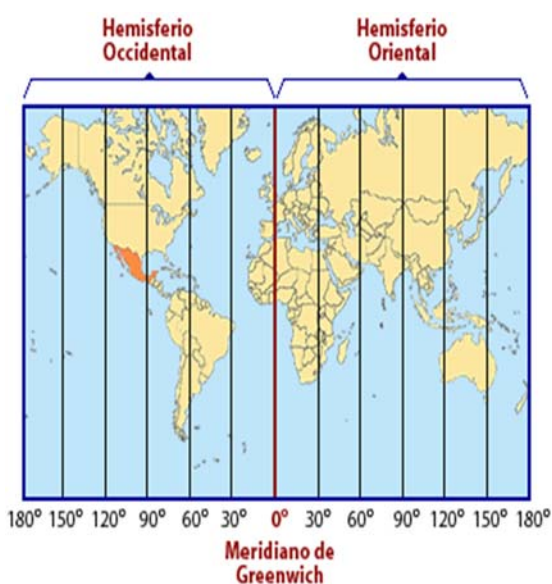 Hemisferio
Occidental
Hemisferio
Oriental
180° 150° 120° 90° 60° 30° 0° 30° 60° 90° 120° 150° 180°
Meridiano de
Greenwich